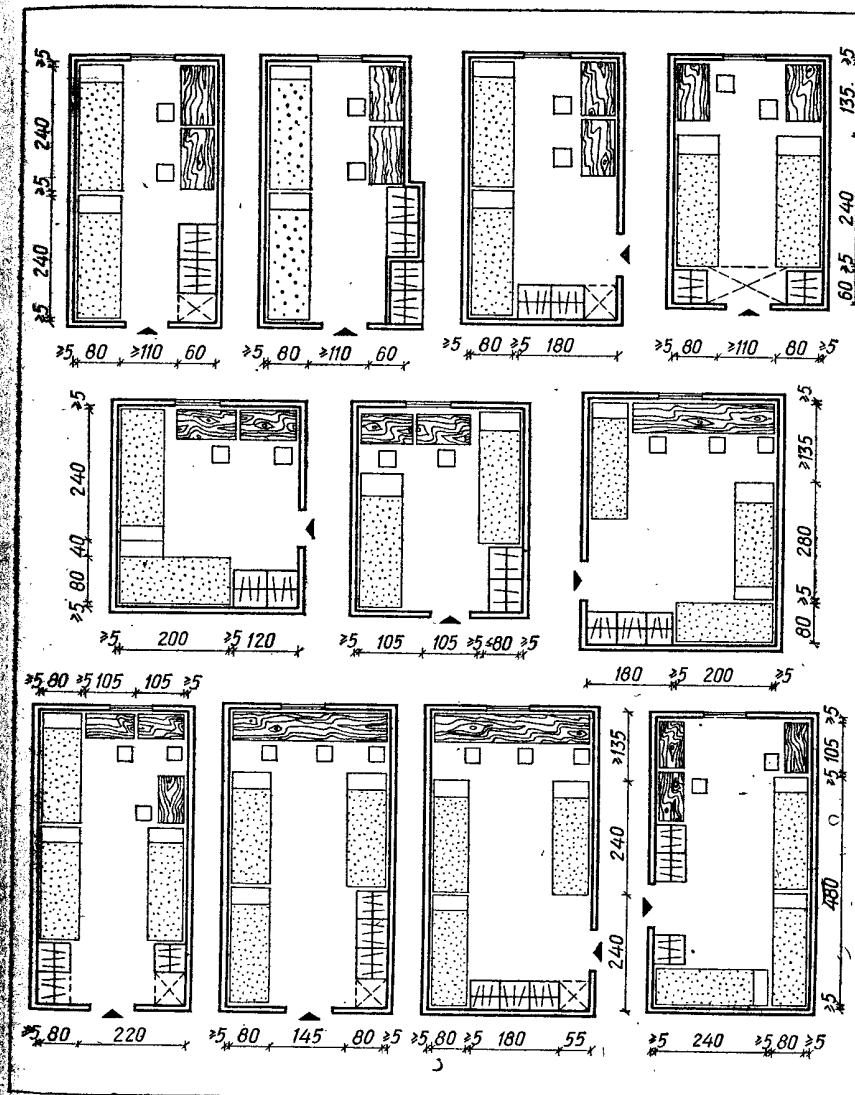 ≥5 240 ≥5 240 ≥5
≥5 80 ≥110 60
≥5 80 ≥110 60
≥5 80 ≥5 180
≥5 135 240 ≥5 60 ≥5
≥5 80 ≥110 80 ≥5
≥5 240 40 80 ≥5
≥5 200 ≥5 120
≥5 105 105 ≥5 ≤80 ≥5
≥5 ≥135 280 ≥5 80
180 ≥5 200 ≥5
≥5 80 ≥5 105 105 ≥5
≥5 80 220
≥5 80 145 80 ≥5
≥135 240 240
≥5 80 ≥5 180 55
≥5 105 ≥5 480 ≥5
≥5 240 ≥5 80 ≥5